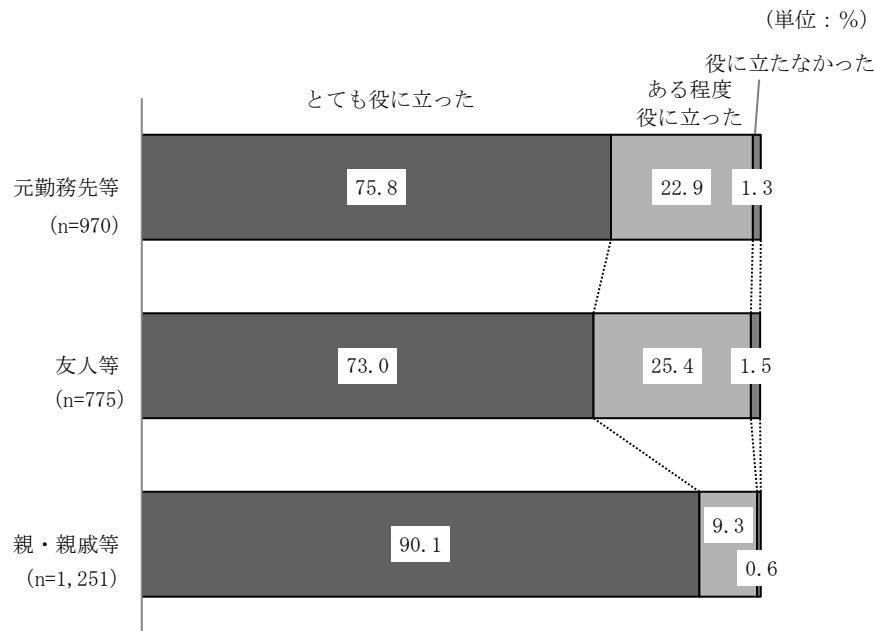 (単位：％)
役に立たなかった
とても役に立った
ある程度
役に立った
元勤務先等
(n=970)
75.8
22.9
1.3
友人等
(n=775)
73.0
25.4
1.5
親・親戚等
(n=1,251)
90.1
9.3
0.6